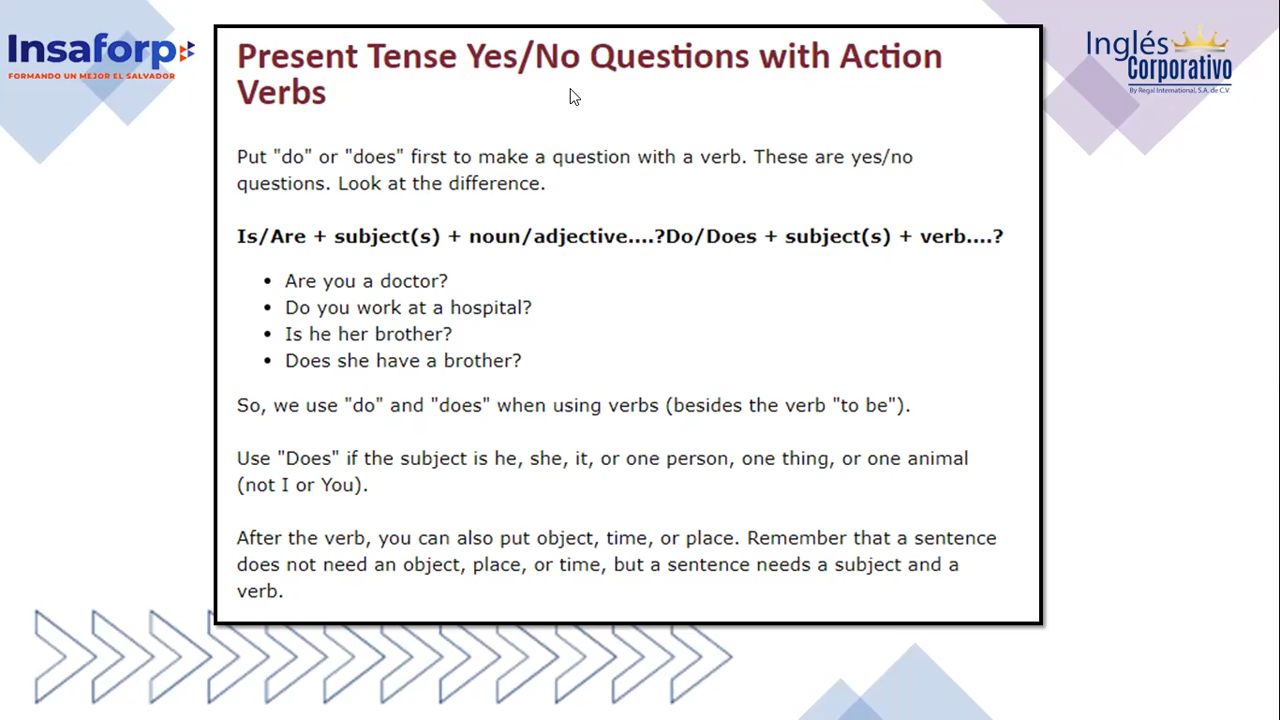 Insaforp
FORMANDO UN MEJOR EL SALVADOR
Inglés
Corporativo
By Regal International, S.A. de C.V.
Present Tense Yes/No Questions with Action
Verbs
Put "do" or "does" first to make a question with a verb. These are yes/no
questions. Look at the difference.
Is/Are + subject(s) + noun/adjective....?Do/Does + subject(s) + verb....?
• Are you a doctor?
• Do you work at a hospital?
• Is he her brother?
• Does she have a brother?
So, we use "do" and "does" when using verbs (besides the verb "to be").
Use "Does" if the subject is he, she, it, or one person, one thing, or one animal
(not I or You).
After the verb, you can also put object, time, or place. Remember that a sentence
does not need an object, place, or time, but a sentence needs a subject and a
verb.